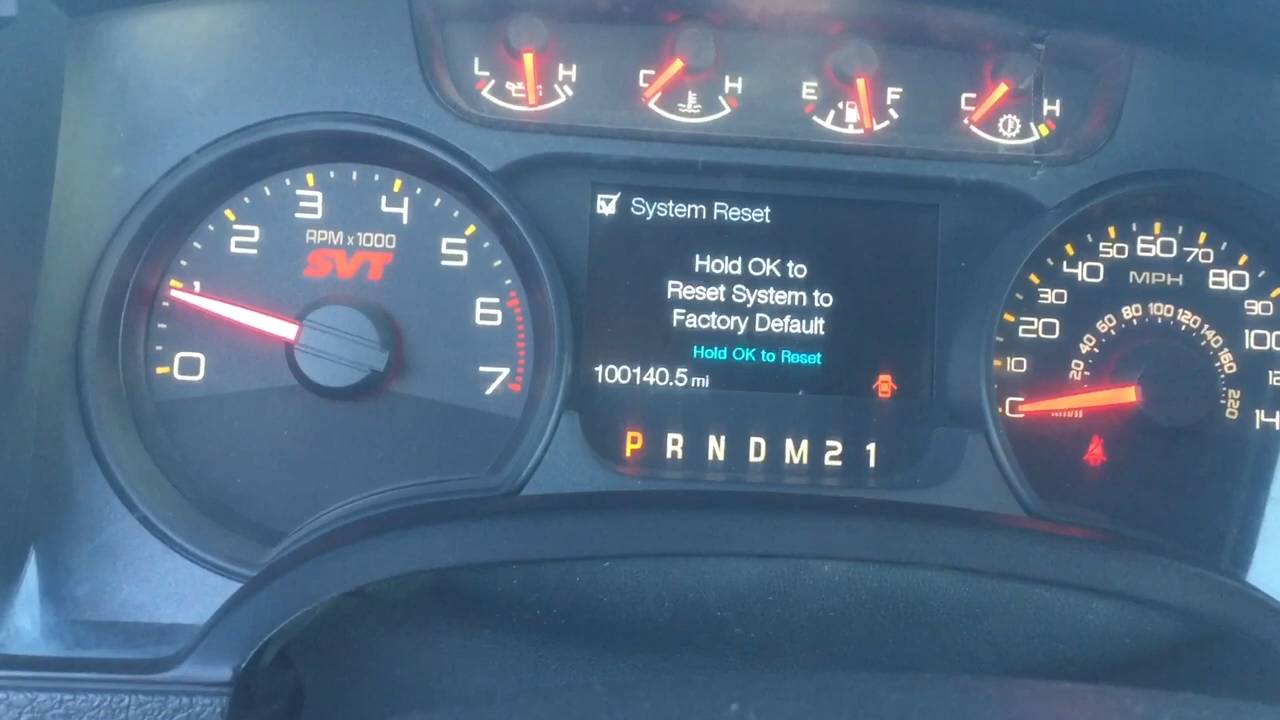 L H
C H
E F
C H
0 1 2 3 4 5 6 7
RPM x 1000
SVT
System Reset
Hold OK to
Reset System to
Factory Default
Hold OK to Reset
100140.5 mi
P R N D M 2 1
10 20 30 40 50 60 70 80 90 100
MPH
20 40 60 80 100 120 140 160
220